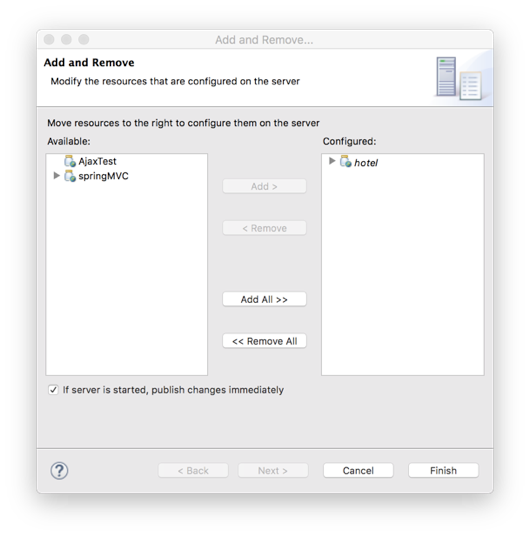 Add and Remove...
Add and Remove
Modify the resources that are configured on the server
Move resources to the right to configure them on the server
Available:
Configured:
AjaxTest
springMVC
hotel
Add >
< Remove
Add All >>
<< Remove All
If server is started, publish changes immediately
?
< Back
Next >
Cancel
Finish